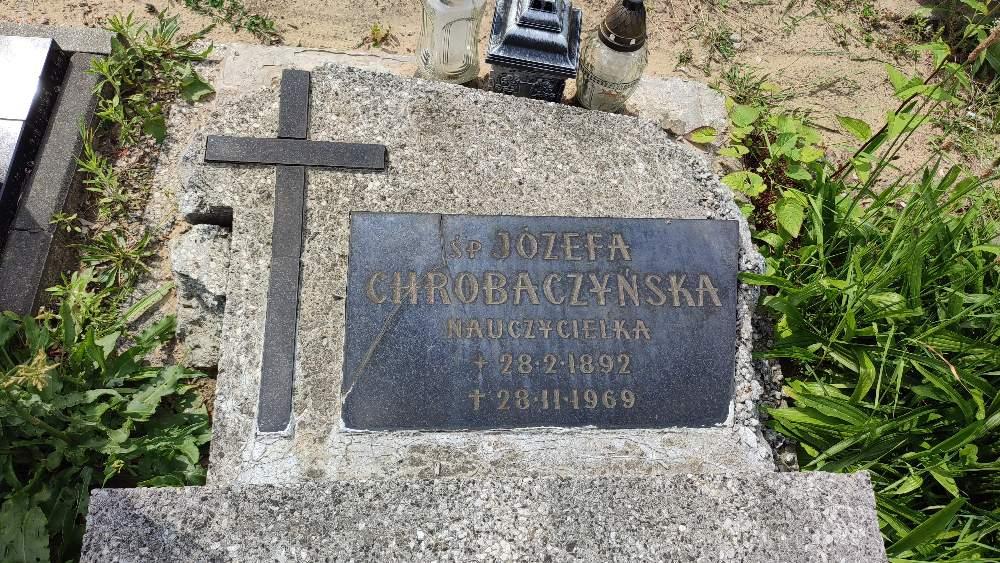 ŚP JÓZEFA
CHROBACZYŃSKA
NAUCZYCIELKA
+ 28·2·1892
+ 28·11·1969